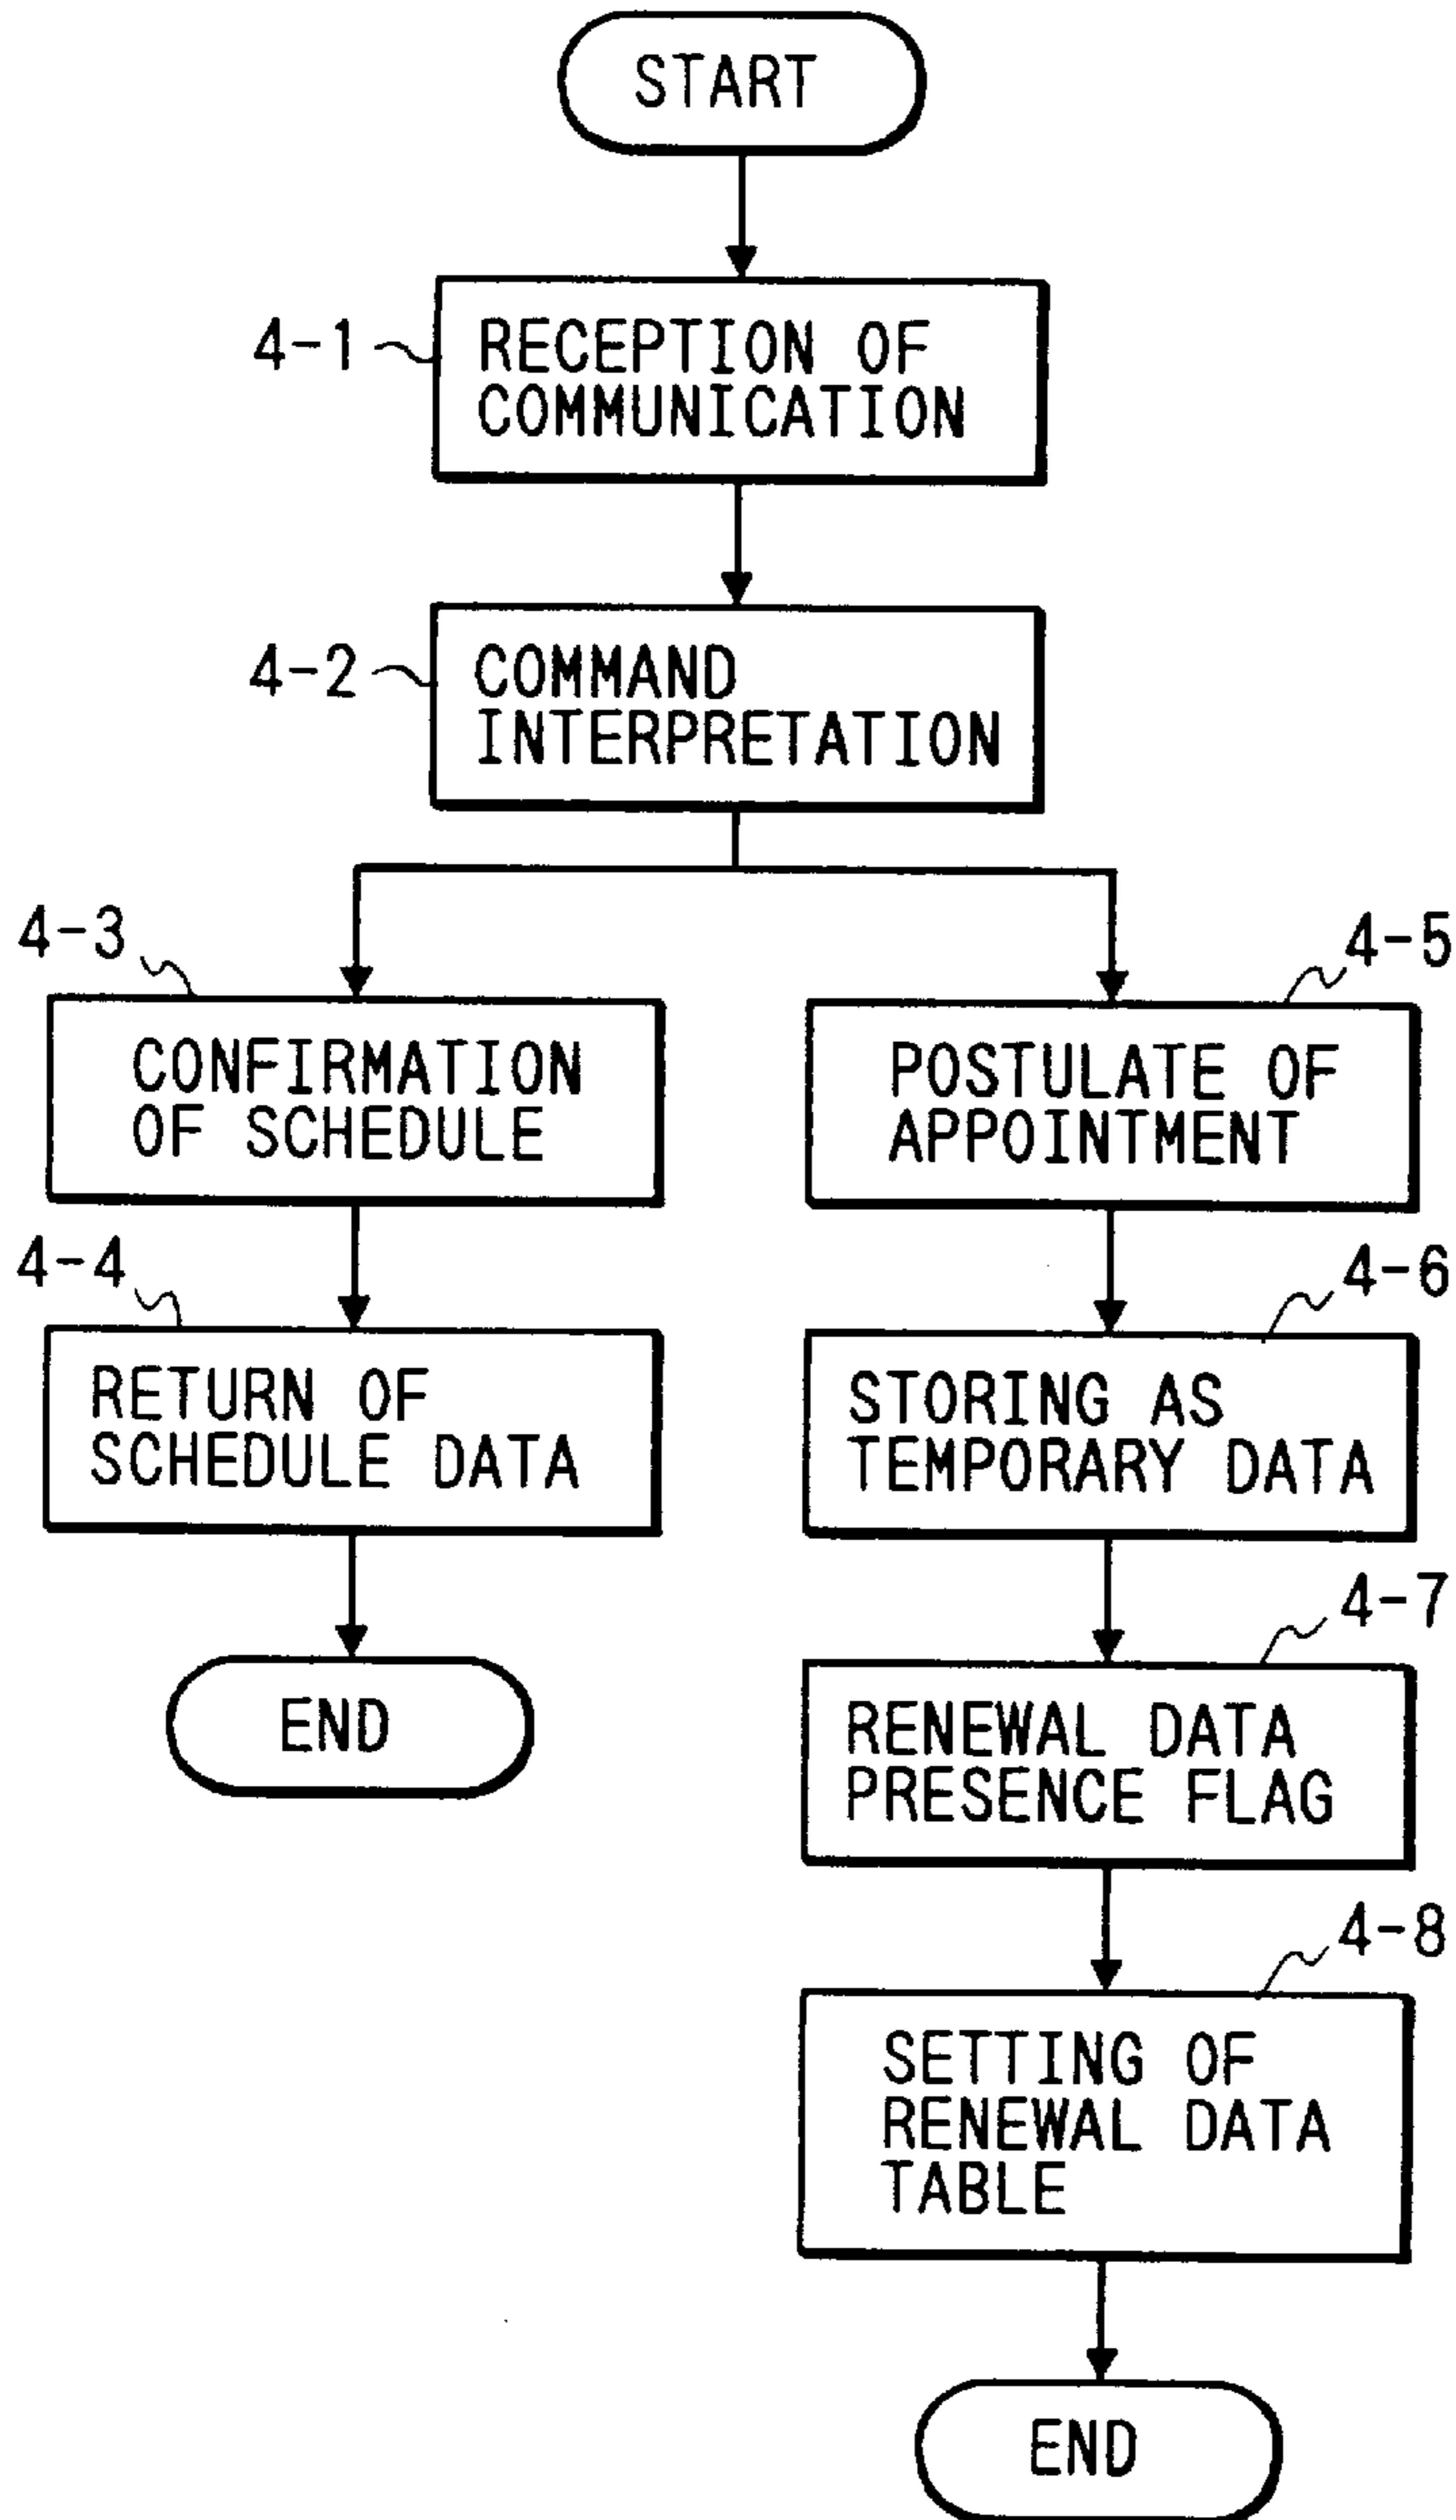 START
4-1
RECEPTION OF
COMMUNICATION
4-2
COMMAND
INTERPRETATION
4-3
CONFIRMATION
OF SCHEDULE
4-4
RETURN OF
SCHEDULE DATA
END
4-5
POSTULATE OF
APPOINTMENT
4-6
STORING AS
TEMPORARY DATA
4-7
RENEWAL DATA
PRESENCE FLAG
4-8
SETTING OF
RENEWAL DATA
TABLE
END